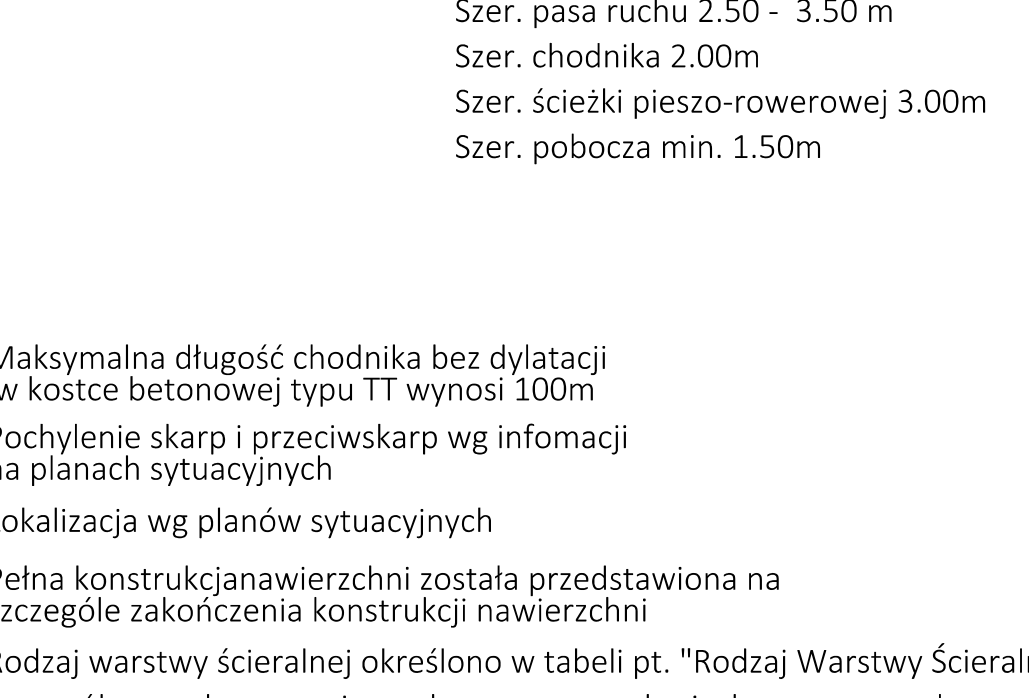 Szer. pasa ruchu 2.50 - 3.50 m
Szer. chodnika 2.00m
Szer. ścieżki pieszo-rowerowej 3.00m
Szer. pobocza min. 1.50m
Maksymalna długość chodnika bez dylatacji
w kostce betonowej typu TT wynosi 100m
Pochylenie skarp i przeciwskarp wg infomacji
na planach sytuacyjnych
Lokalizacja wg planów sytuacyjnych
Pełna konstrukcjanawierzchni została przedstawiona na
zczególe zakończenia konstrukcji nawierzchni
Rodzaj warstwy ścieralnej określono w tabeli pt. "Rodzaj Warstwy Ścieraln